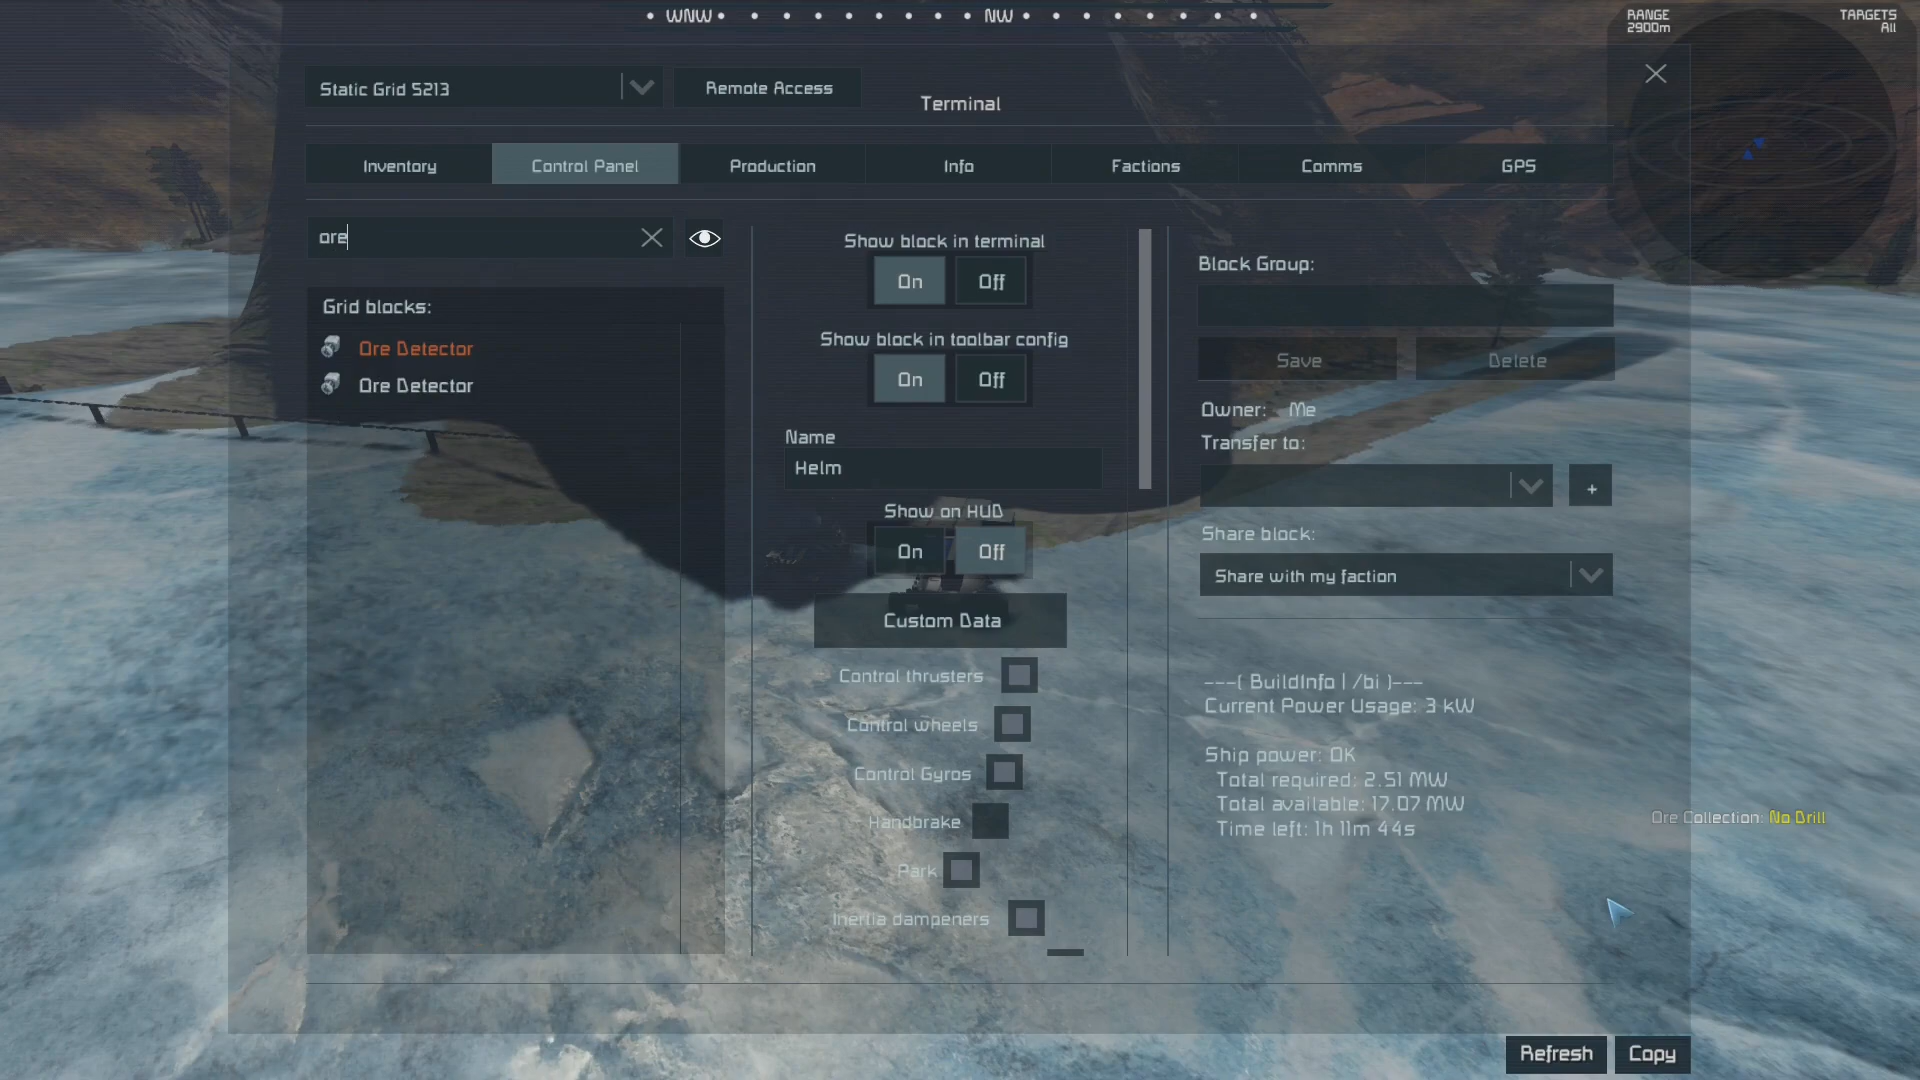 WNW
NW
RANGE
2900m
TARGETS
All
Static Grid 5213
Remote Access
Terminal
Inventory
Control Panel
Production
Info
Factions
Comms
GPS
ore
Grid blocks:
Ore Detector
Ore Detector
Show block in terminal
On Off
Show block in toolbar config
On Off
Name
Helm
Show on HUD
On Off
Custom Data
Control thrusters
Control wheels
Control Gyros
Handbrake
Park
Inertia dampeners
Block Group:
Save Delete
Owner: Me
Transfer to:
+
Share block:
Share with my faction
---( BuildInfo | /bi )---
Current Power Usage: 3 kW
Ship power: OK
Total required: 2.51 MW
Total available: 17.07 MW
Time left: 1h 11m 44s
Ore Collection: No Drill
Refresh Copy